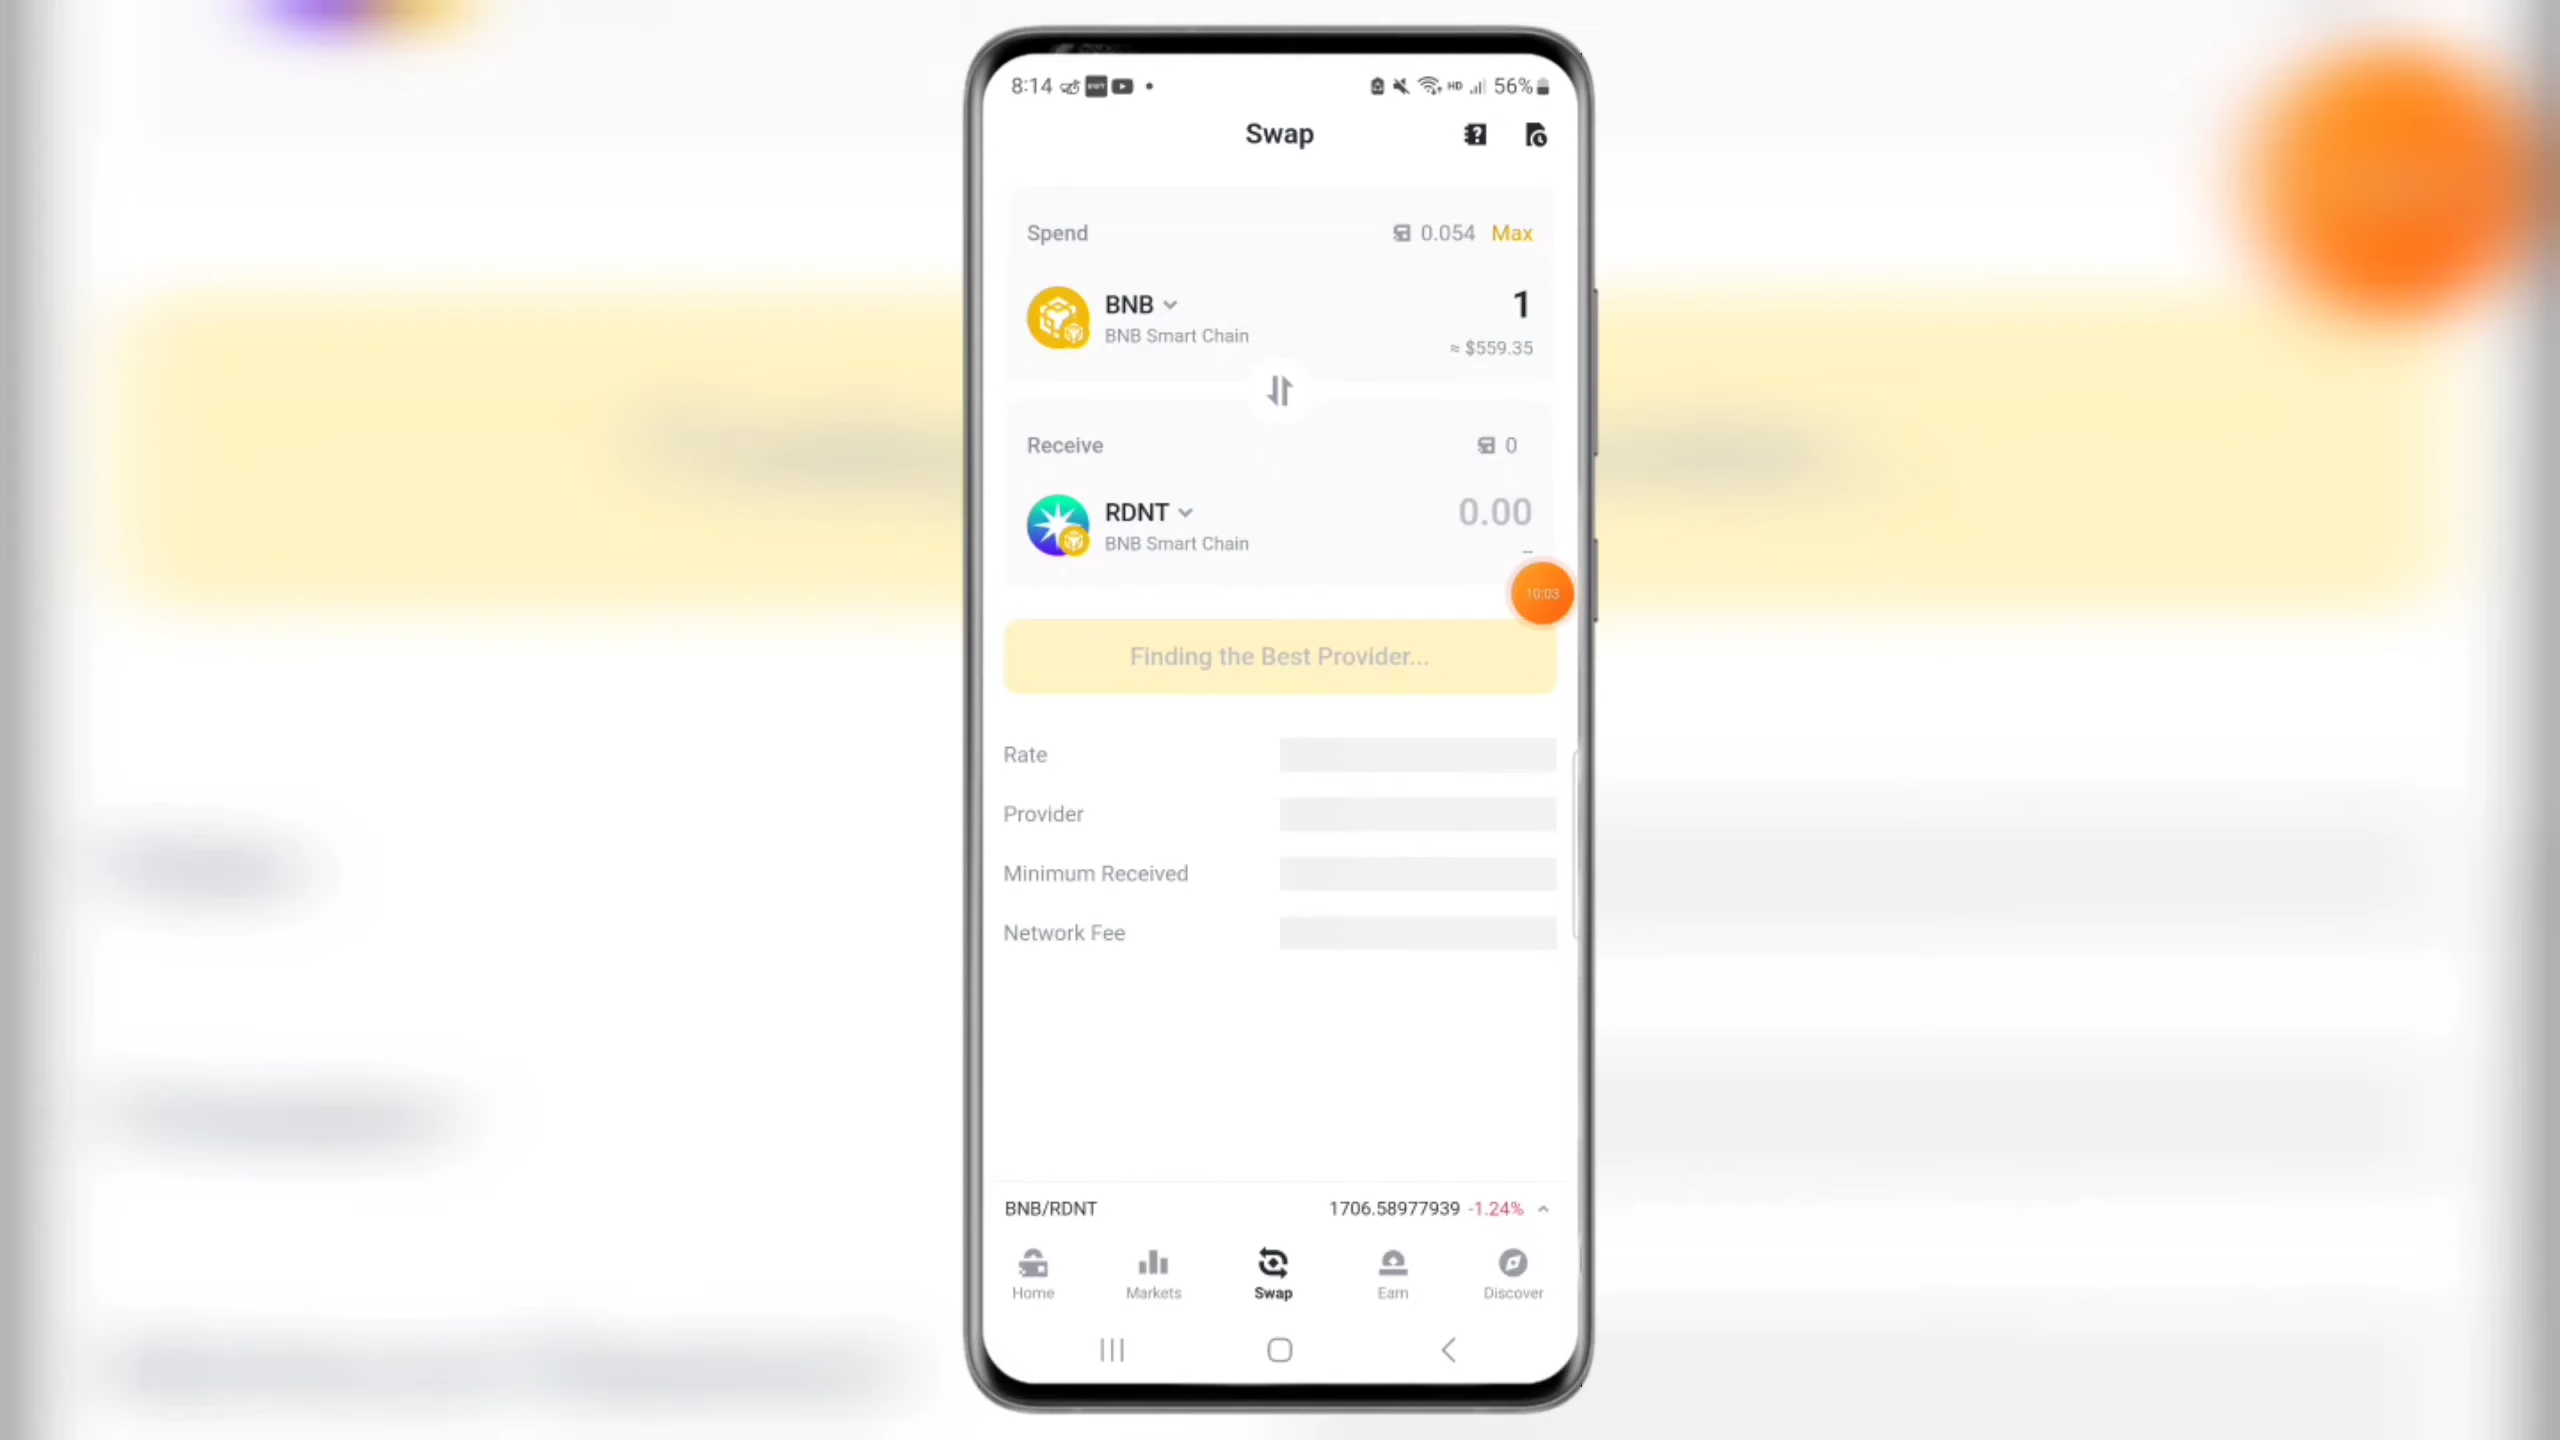 8:14
HD
56%
Swap
Spend
0.054 Max
BNB
1
BNB Smart Chain
≈ $559.35
Receive
0
RDNT
0.00
BNB Smart Chain
–
10:03
Finding the Best Provider...
Rate
Provider
Minimum Received
Network Fee
BNB/RDNT
1706.58977939 -1.24%
Home
Markets
Swap
Earn
Discover